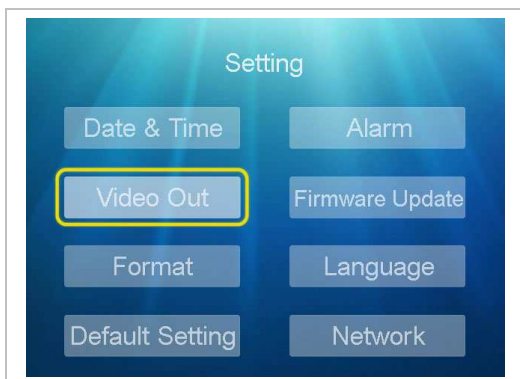 Setting
Date & Time
Alarm
Video Out
Firmware Update
Format
Language
Default Setting
Network